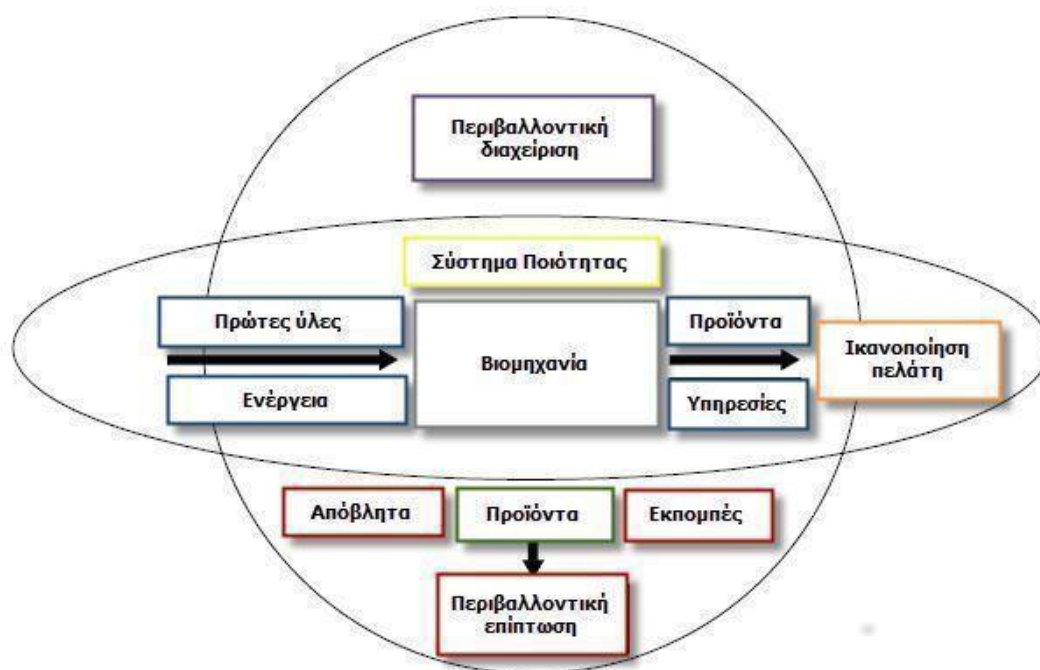 Περιβαλλοντική
διαχείριση
Σύστημα Ποιότητας
Πρώτες ύλες
Ενέργεια
Βιομηχανία
Προϊόντα
Υπηρεσίες
Ικανοποίηση
πελάτη
Απόβλητα
Προϊόντα
Εκπομπές
Περιβαλλοντική
επίπτωση